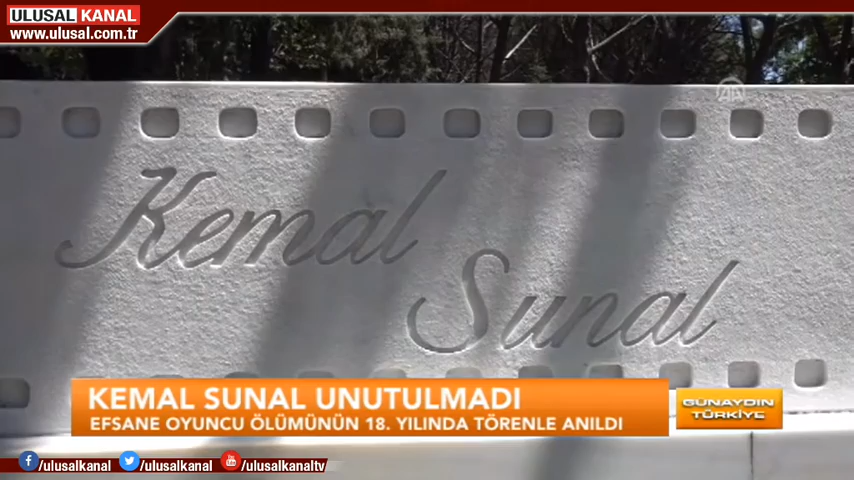 ULUSAL KANAL
www.ulusal.com.tr
Kemal
Sunal
KEMAL SUNAL UNUTULMADI
EFSANE OYUNCU ÖLÜMÜNÜN 18. YILINDA TÖRENLE ANILDI
GÜNAYDIN
TÜRKİYE
/ulusalkanal
/ulusalkanal
/ulusalkanaltv